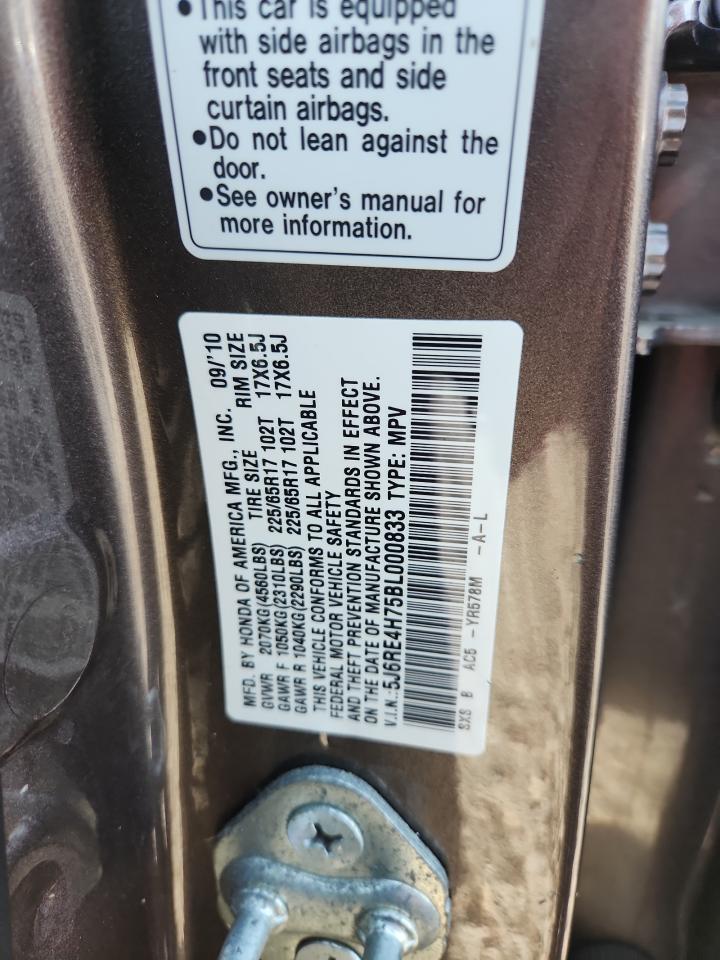 • This car is equipped
with side airbags in the
front seats and side
curtain airbags.
• Do not lean against the
door.
• See owner's manual for
more information.
MFD. BY HONDA OF AMERICA MFG., INC. 09/'10
GVWR 2070KG(4560LBS) TIRE SIZE RIM SIZE
GAWR F 1050KG(2310LBS) 225/65R17 102T 17X6.5J
GAWR R 1040KG(2290LBS) 225/65R17 102T 17X6.5J
THIS VEHICLE CONFORMS TO ALL APPLICABLE
FEDERAL MOTOR VEHICLE SAFETY
AND THEFT PREVENTION STANDARDS IN EFFECT
ON THE DATE OF MANUFACTURE SHOWN ABOVE.
V.I.N.:5J6RE4H75BL000833 TYPE: MPV
SXS B AC5 -YR578M -A-L